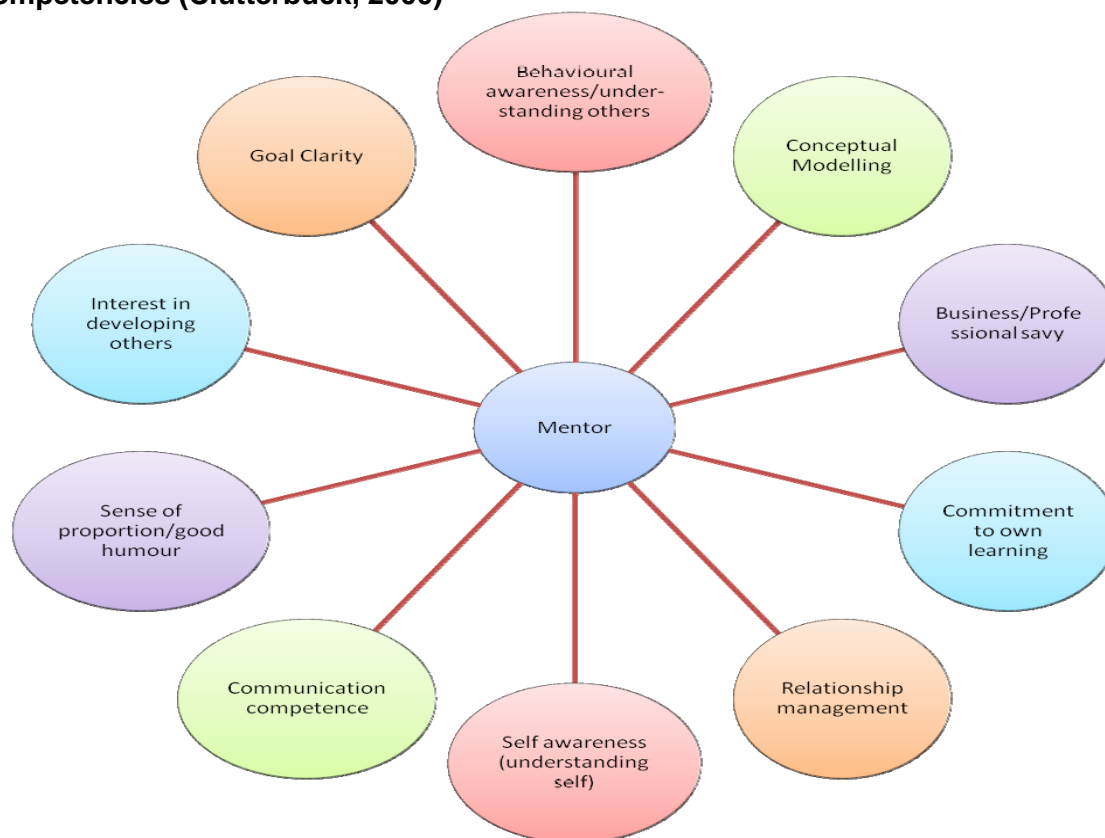 ompetencies (Clutterbuck, 2000)
Behavioural
awareness/under-
standing others
Conceptual
Modelling
Business/Profe
ssional savy
Commitment
to own
learning
Relationship
management
Self awareness
(understanding
self)
Communication
competence
Sense of
proportion/good
humour
Interest in
developing
others
Goal Clarity
Mentor